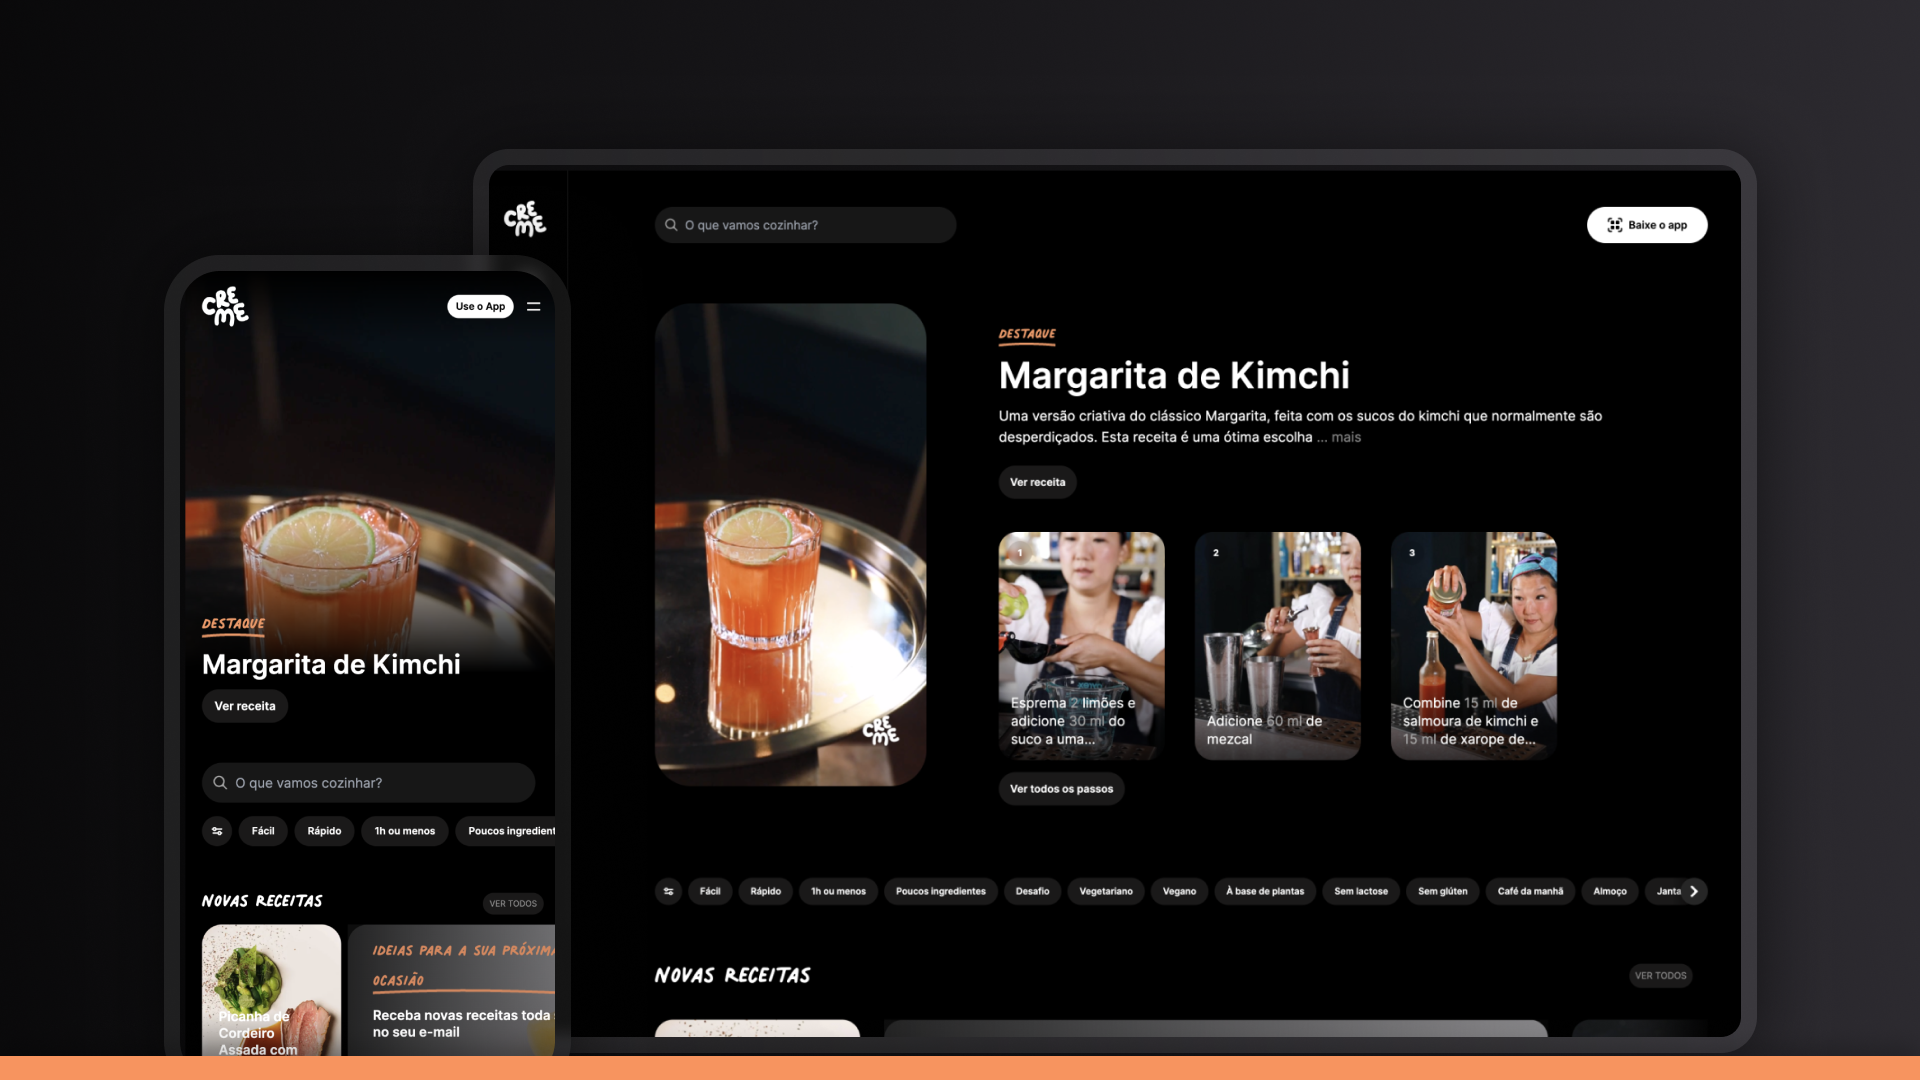 CREME
Use o App
DESTAQUE
Margarita de Kimchi
Ver receita
O que vamos cozinhar?
Fácil
Rápido
1h ou menos
Poucos ingredient
NOVAS RECEITAS
VER TODOS
Picanha de
Cordeiro
Assada com
IDEIAS PARA A SUA PRÓXIMA
OCASIÃO
Receba novas receitas toda
no seu e-mail
CREME
O que vamos cozinhar?
Baixe o app
CREME
DESTAQUE
Margarita de Kimchi
Uma versão criativa do clássico Margarita, feita com os sucos do kimchi que normalmente são
desperdiçados. Esta receita é uma ótima escolha ... mais
Ver receita
1
Esprema 2 limões e
adicione 30 ml do
suco a uma...
2
Adicione 60 ml de
mezcal
3
Combine 15 ml de
salmoura de kimchi e
15 ml de xarope de...
Ver todos os passos
Fácil
Rápido
1h ou menos
Poucos ingredientes
Desafio
Vegetariano
Vegano
À base de plantas
Sem lactose
Sem glúten
Café da manhã
Almoço
Janta
NOVAS RECEITAS
VER TODOS